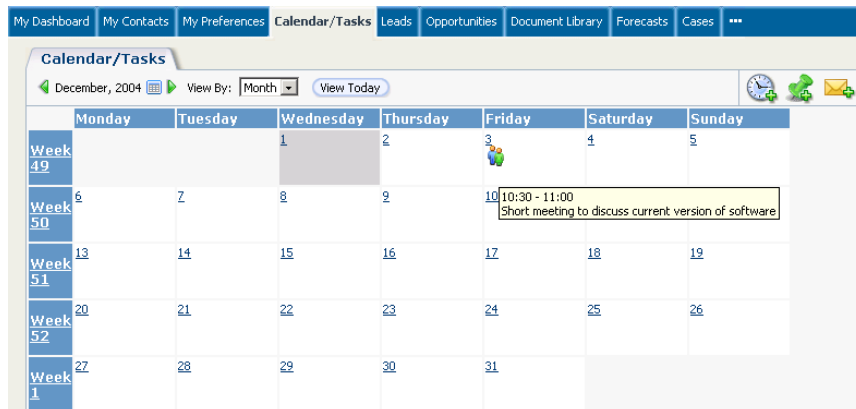 My Dashboard My Contacts My Preferences Calendar/Tasks Leads Opportunities Document Library Forecasts Cases •••
Calendar/Tasks
December, 2004 View By: Month View Today
Monday Tuesday Wednesday Thursday Friday Saturday Sunday
Week 1 2 3 4 5
49
10:30 - 11:00
Short meeting to discuss current version of software
Week 6 7 8 9 10
50
Week 13 14 15 16 17 18 19
51
Week 20 21 22 23 24 25 26
52
Week 27 28 29 30 31
1